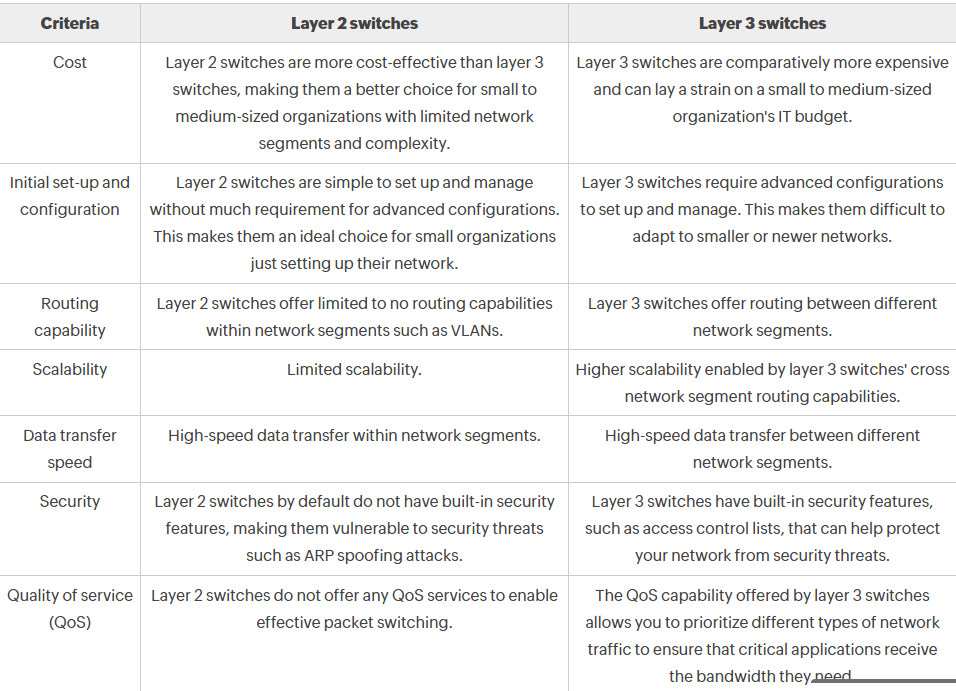 Criteria
Layer 2 switches
Layer 3 switches
Cost
Layer 2 switches are more cost-effective than layer 3
switches, making them a better choice for small to
medium-sized organizations with limited network
segments and complexity.
Layer 3 switches are comparatively more expensive
and can lay a strain on a small to medium-sized
organization's IT budget.
Initial set-up and
configuration
Layer 2 switches are simple to set up and manage
without much requirement for advanced configurations.
This makes them an ideal choice for small organizations
just setting up their network.
Layer 3 switches require advanced configurations
to set up and manage. This makes them difficult to
adapt to smaller or newer networks.
Routing
capability
Layer 2 switches offer limited to no routing capabilities
within network segments such as VLANs.
Layer 3 switches offer routing between different
network segments.
Scalability
Limited scalability.
Higher scalability enabled by layer 3 switches' cross
network segment routing capabilities.
Data transfer
speed
High-speed data transfer within network segments.
High-speed data transfer between different
network segments.
Security
Layer 2 switches by default do not have built-in security
features, making them vulnerable to security threats
such as ARP spoofing attacks.
Layer 3 switches have built-in security features,
such as access control lists, that can help protect
your network from security threats.
Quality of service
(QoS)
Layer 2 switches do not offer any QoS services to enable
effective packet switching.
The QoS capability offered by layer 3 switches
allows you to prioritize different types of network
traffic to ensure that critical applications receive
the bandwidth they need